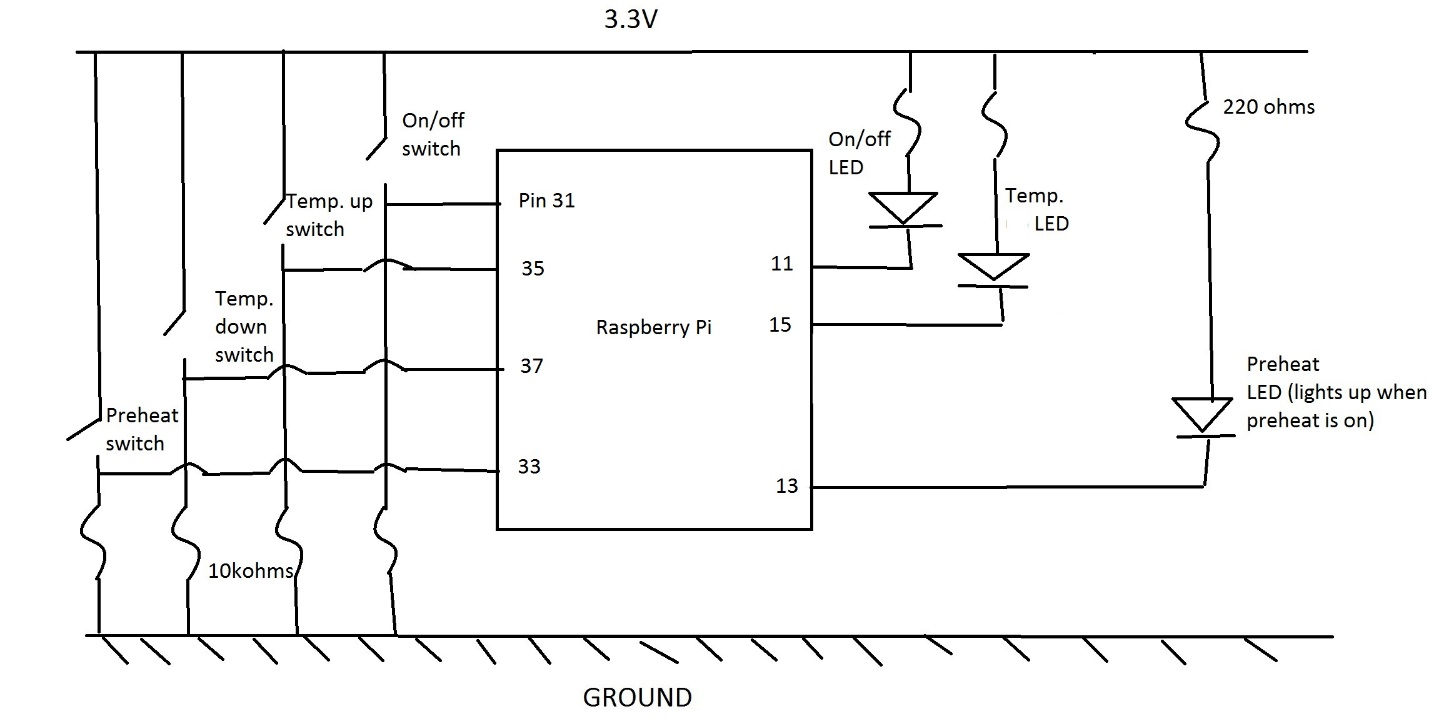 3.3V
On/off
switch
220 ohms
On/off
LED
Temp. up
switch
Pin 31
Temp.
LED
35
11
Temp.
down
switch
Raspberry Pi
15
37
Preheat
LED (lights up when
preheat is on)
Preheat
switch
33
13
10kohms
GROUND